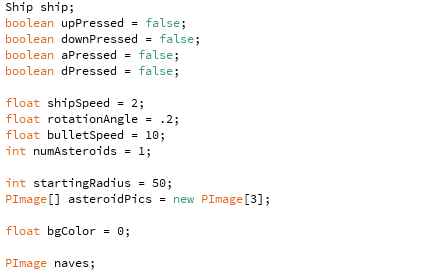 Ship ship;
boolean upPressed = false;
boolean downPressed = false;
boolean aPressed = false;
boolean dPressed = false;
float shipSpeed = 2;
float rotationAngle = .2;
float bulletSpeed = 10;
int numAsteroids = 1;
int startingRadius = 50;
PImage[] asteroidPics = new PImage[3];
float bgColor = 0;
PImage naves;